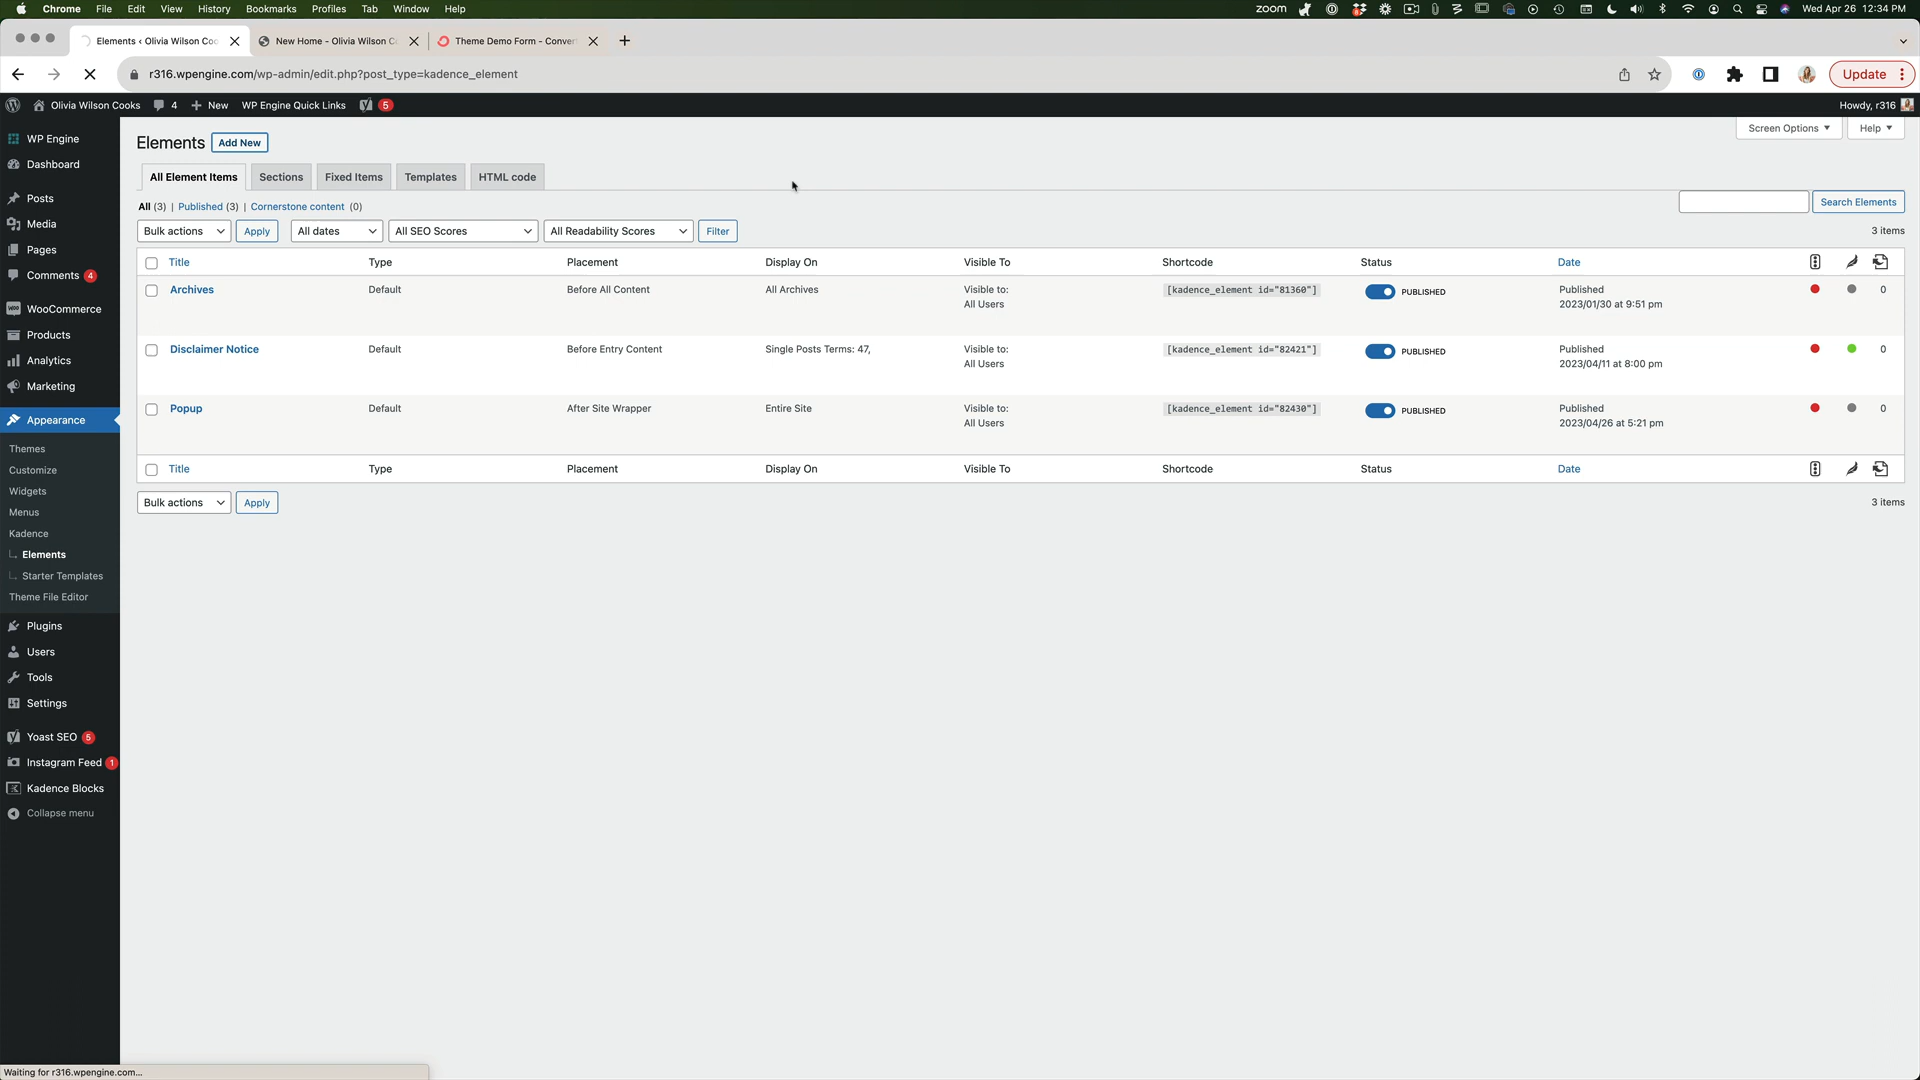 Chrome File Edit View History Bookmarks Profiles Tab Window Help zoom Wed Apr 26 12:34 PM
Elements ‹ Olivia Wilson Coo New Home - Olivia Wilson C Theme Demo Form - Conver
r316.wpengine.com/wp-admin/edit.php?post_type=kadence_element Update
Olivia Wilson Cooks 4 New WP Engine Quick Links 5 Howdy, r316
Screen Options Help
WP Engine
Dashboard
Posts
Media
Pages
Comments 4
WooCommerce
Products
Analytics
Marketing
Appearance
Themes
Customize
Widgets
Menus
Kadence
Elements
Starter Templates
Theme File Editor
Plugins
Users
Tools
Settings
Yoast SEO 5
Instagram Feed 1
Kadence Blocks
Collapse menu
Elements Add New
All Element Items Sections Fixed Items Templates HTML code
All (3) | Published (3) | Cornerstone content (0)
Search Elements
Bulk actions Apply All dates All SEO Scores All Readability Scores Filter 3 items
Title Type Placement Display On Visible To Shortcode Status Date
Archives Default Before All Content All Archives Visible to: [kadence_element id="81360"] PUBLISHED Published 0
All Users 2023/01/30 at 9:51 pm
Disclaimer Notice Default Before Entry Content Single Posts Terms: 47, Visible to: [kadence_element id="82421"] PUBLISHED Published 0
All Users 2023/04/11 at 8:00 pm
Popup Default After Site Wrapper Entire Site Visible to: [kadence_element id="82430"] PUBLISHED Published 0
All Users 2023/04/26 at 5:21 pm
Title Type Placement Display On Visible To Shortcode Status Date
Bulk actions Apply 3 items
Waiting for r316.wpengine.com...